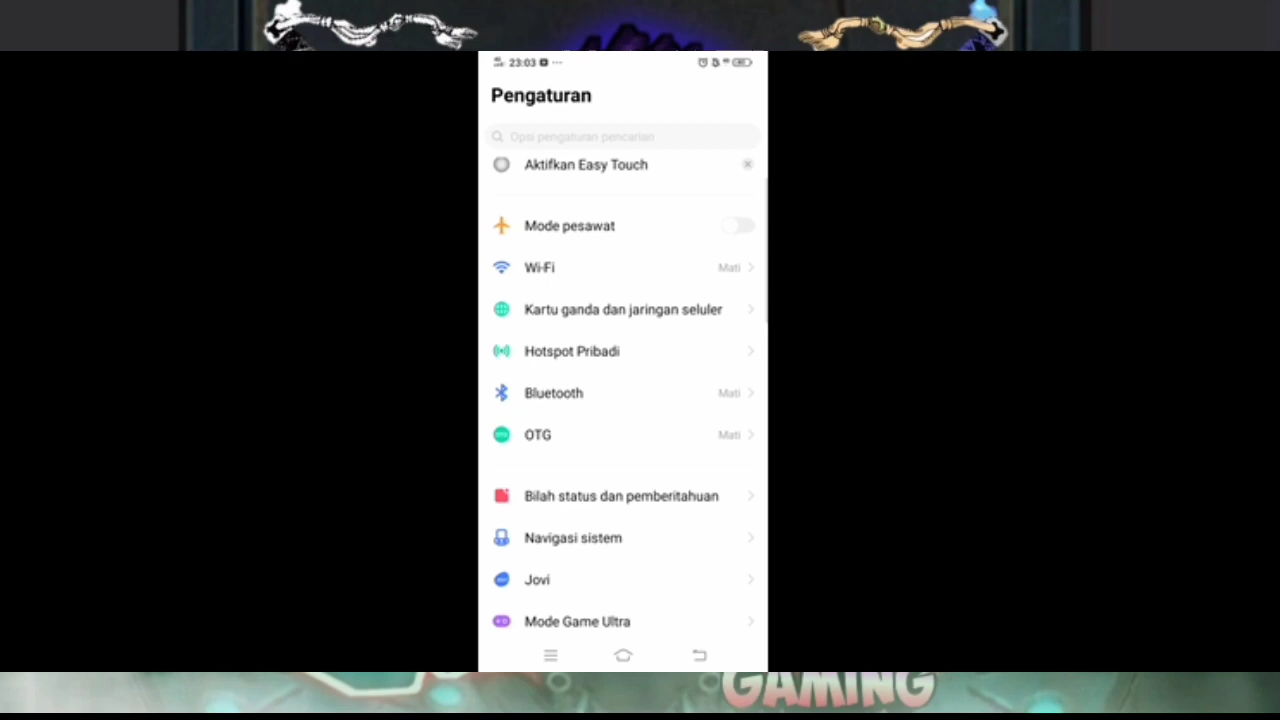 23:03
Pengaturan
Opsi pengaturan pencarian
Aktifkan Easy Touch
Mode pesawat
Wi-Fi Mati
Kartu ganda dan jaringan seluler
Hotspot Pribadi
Bluetooth Mati
OTG Mati
Bilah status dan pemberitahuan
Navigasi sistem
Jovi
Mode Game Ultra
GAMING